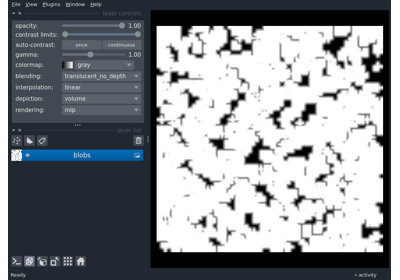 File View Plugins Window Help
layer controls
opacity: 1.00
contrast limits:
auto-contrast: once continuous
gamma: 1.00
colormap: gray
blending: translucent_no_depth
interpolation: linear
depiction: volume
rendering: mip
layer list
blobs
Ready
activity